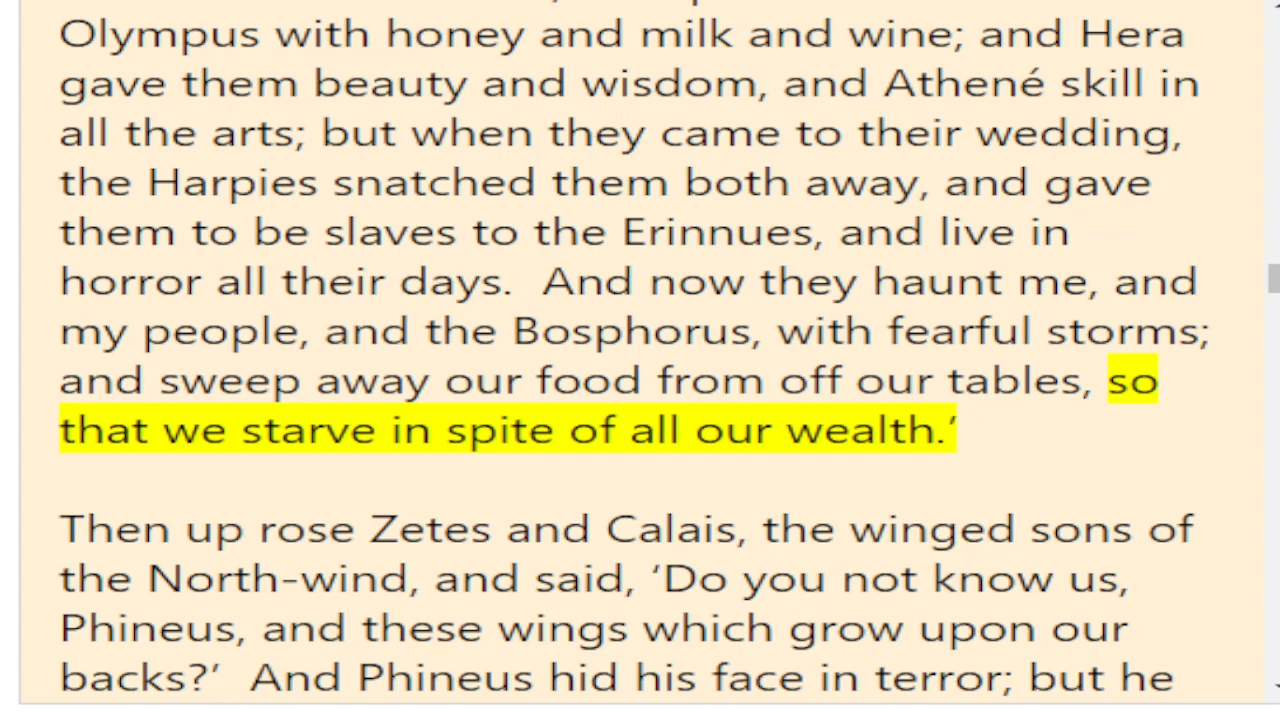 Olympus with honey and milk and wine; and Hera
gave them beauty and wisdom, and Athené skill in
all the arts; but when they came to their wedding,
the Harpies snatched them both away, and gave
them to be slaves to the Erinnues, and live in
horror all their days.  And now they haunt me, and
my people, and the Bosphorus, with fearful storms;
and sweep away our food from off our tables, so
that we starve in spite of all our wealth.’

Then up rose Zetes and Calais, the winged sons of
the North-wind, and said, ‘Do you not know us,
Phineus, and these wings which grow upon our
backs?’  And Phineus hid his face in terror; but he